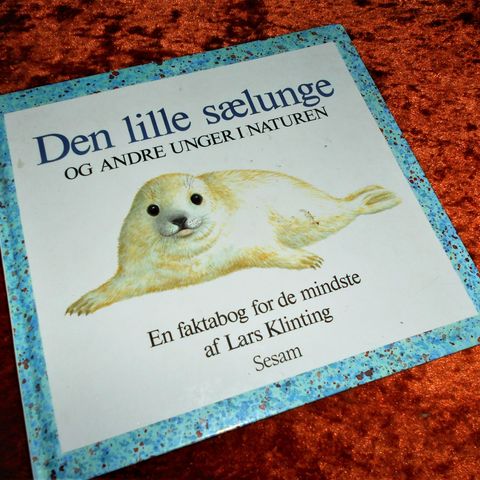 Den lille sælunge
OG ANDRE UNGER I NATUREN
En faktabog for de mindste
af Lars Klinting
Sesam